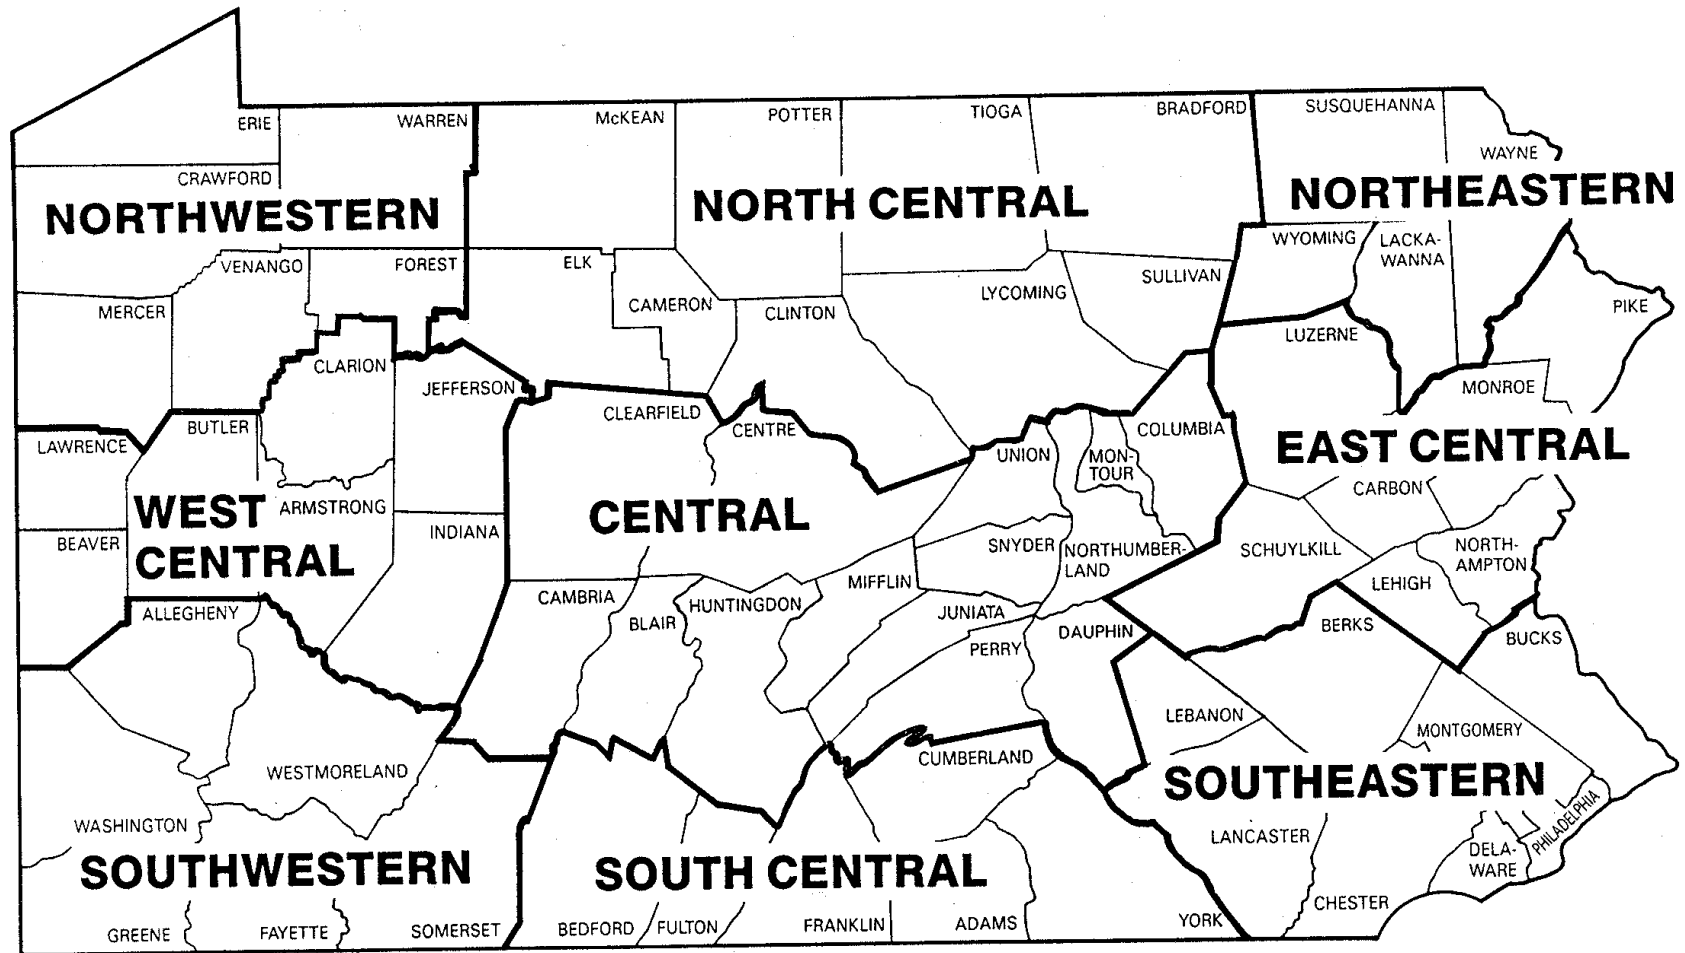 ERIE
WARREN
McKEAN
POTTER
TIOGA
BRADFORD
SUSQUEHANNA
WAYNE
CRAWFORD
NORTHWESTERN
NORTH CENTRAL
NORTHEASTERN
VENANGO
FOREST
ELK
WYOMING
LACKA-
WANNA
SULLIVAN
MERCER
CAMERON
CLINTON
LYCOMING
PIKE
LUZERNE
CLARION
JEFFERSON
MONROE
CLEARFIELD
CENTRE
LAWRENCE
BUTLER
UNION
MON-
TOUR
COLUMBIA
EAST CENTRAL
CARBON
WEST
CENTRAL
ARMSTRONG
CENTRAL
BEAVER
INDIANA
SNYDER
NORTHUMBER-
LAND
SCHUYLKILL
NORTH-
AMPTON
LEHIGH
MIFFLIN
ALLEGHENY
CAMBRIA
BLAIR
HUNTINGDON
JUNIATA
PERRY
DAUPHIN
BERKS
BUCKS
LEBANON
MONTGOMERY
WESTMORELAND
CUMBERLAND
SOUTHEASTERN
WASHINGTON
LANCASTER
PHILADELPHIA
DELA-
WARE
SOUTHWESTERN
SOUTH CENTRAL
CHESTER
GREENE
FAYETTE
SOMERSET
BEDFORD
FULTON
FRANKLIN
ADAMS
YORK